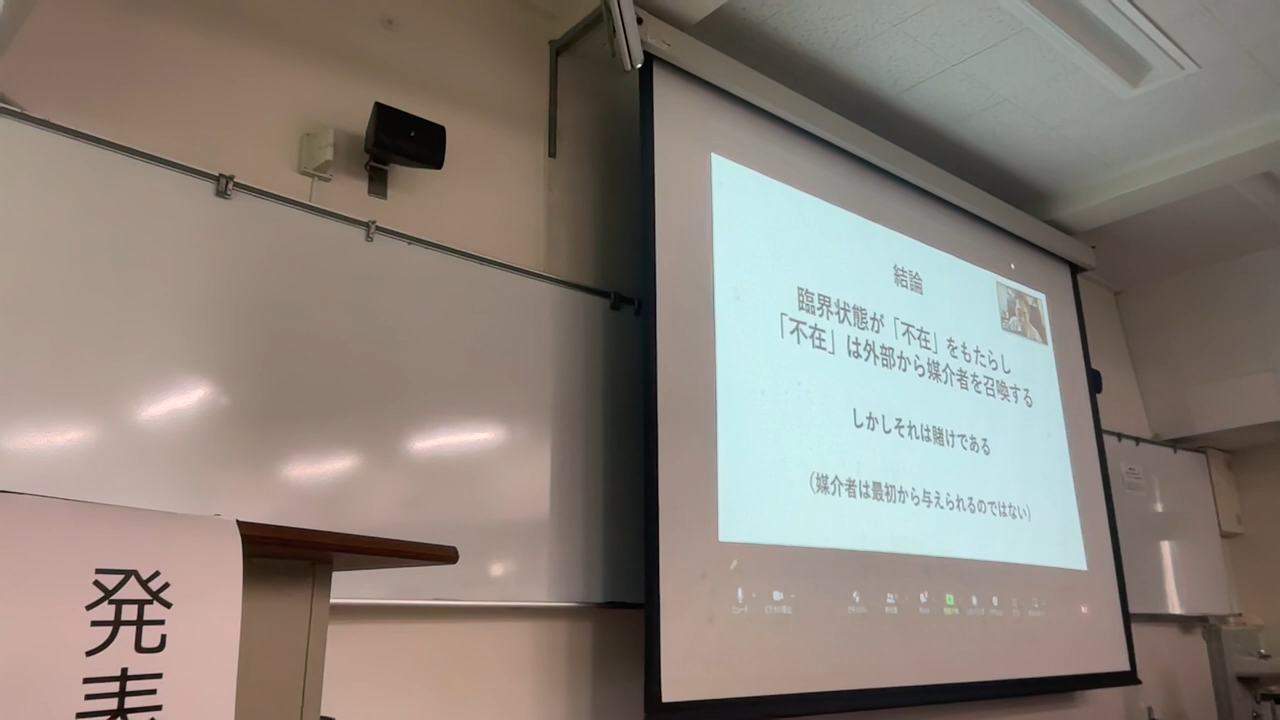 結論
臨界状態が「不在」をもたらし
「不在」は外部から媒介者を召喚する
しかしそれは賭けである
（媒介者は最初から与えられるのではない）
発表